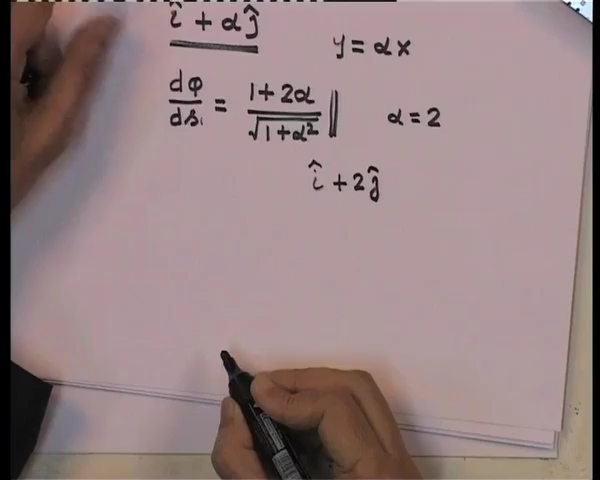 î + αĵ
y = αx
dφ/ds = (1 + 2α)/√(1 + α²)
α = 2
î + 2ĵ